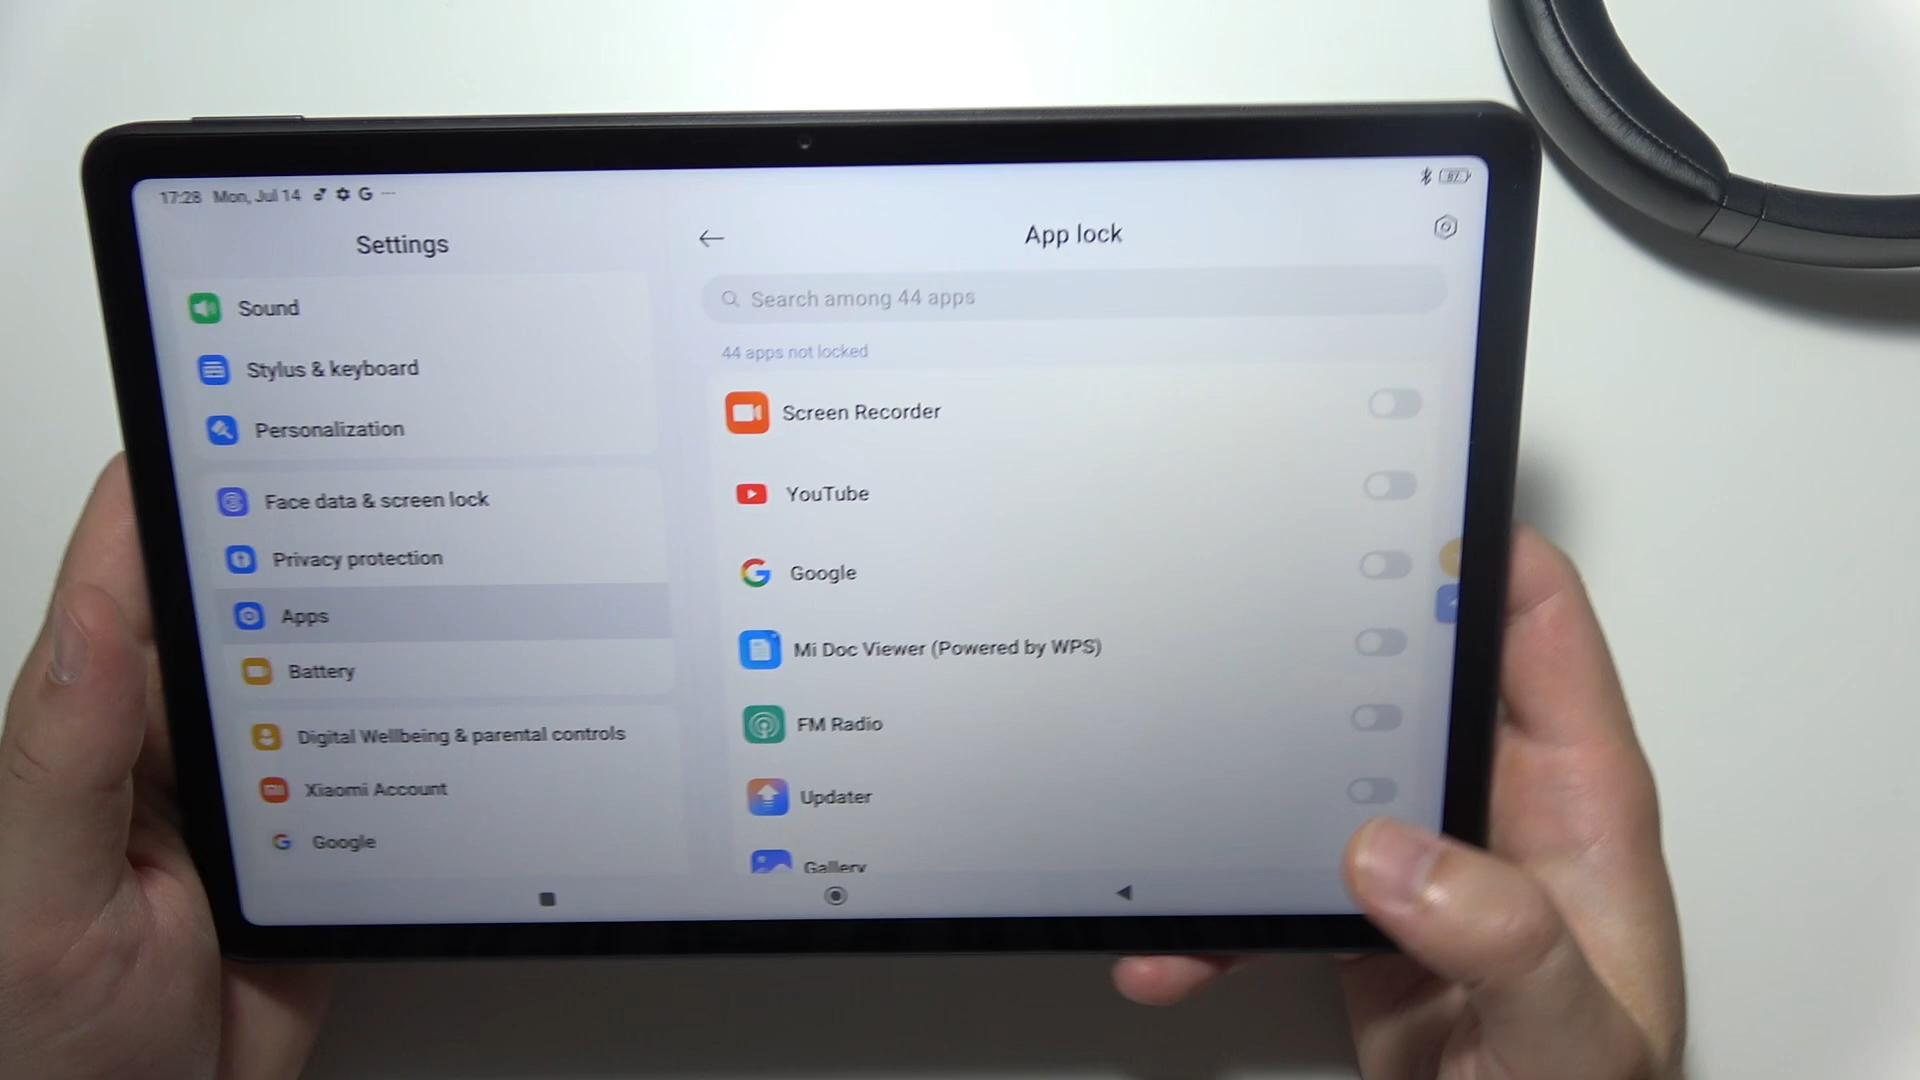 17:28 Mon, Jul 14
87
Settings
Sound
Stylus & keyboard
Personalization
Face data & screen lock
Privacy protection
Apps
Battery
Digital Wellbeing & parental controls
Xiaomi Account
Google
App lock
Search among 44 apps
44 apps not locked
Screen Recorder
YouTube
Google
Mi Doc Viewer (Powered by WPS)
FM Radio
Updater
Gallery